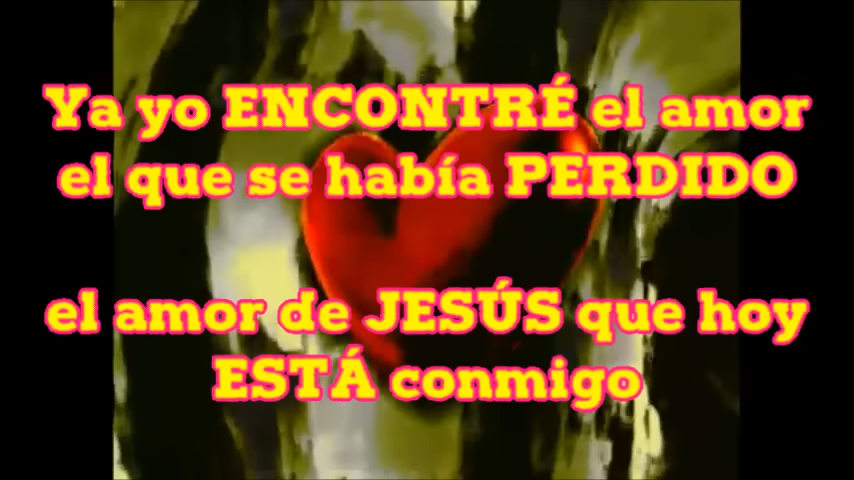 Ya yo ENCONTRÉ el amor
el que se había PERDIDO
el amor de JESÚS que hoy
ESTÁ conmigo